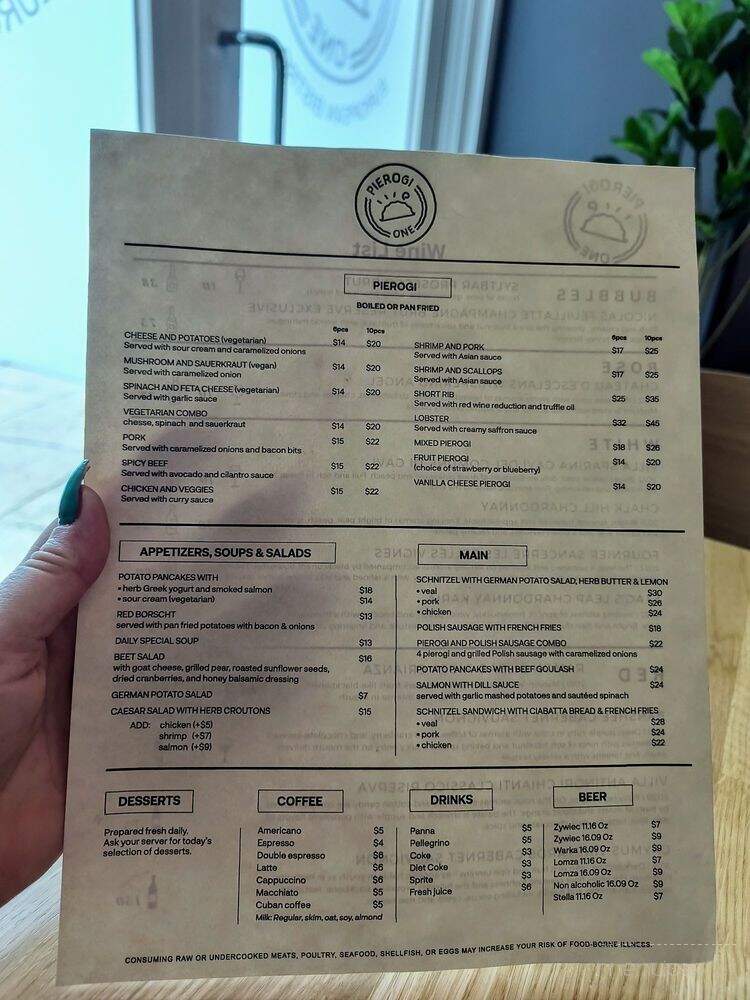 PIEROGI
ONE
PIEROGI
BOILED OR PAN FRIED
6pcs 10pcs
CHEESE AND POTATOES (vegetarian) $14 $20
Served with sour cream and caramelized onions
MUSHROOM AND SAUERKRAUT (vegan) $14 $20
Served with caramelized onion
SPINACH AND FETA CHEESE (vegetarian) $14 $20
Served with garlic sauce
VEGETARIAN COMBO
chesse, spinach and sauerkraut $14 $20
PORK $15 $22
Served with caramelized onions and bacon bits
SPICY BEEF $15 $22
Served with avocado and cilantro sauce
CHICKEN AND VEGGIES $15 $22
Served with curry sauce
6pcs 10pcs
SHRIMP AND PORK $17 $25
Served with Asian sauce
SHRIMP AND SCALLOPS $17 $25
Served with Asian sauce
SHORT RIB $25 $35
Served with red wine reduction and truffle oil
LOBSTER $32 $45
Served with creamy saffron sauce
MIXED PIEROGI $18 $26
FRUIT PIEROGI $14 $20
(choice of strawberry or blueberry)
VANILLA CHEESE PIEROGI $14 $20
APPETIZERS, SOUPS & SALADS
POTATO PANCAKES WITH
• herb Greek yogurt and smoked salmon $18
• sour cream (vegetarian) $14
RED BORSCHT $13
served with pan fried potatoes with bacon & onions
DAILY SPECIAL SOUP $13
BEET SALAD $16
with goat cheese, grilled pear, roasted sunflower seeds,
dried cranberries, and honey balsamic dressing
GERMAN POTATO SALAD $7
CAESAR SALAD WITH HERB CROUTONS $15
ADD: chicken (+$5)
shrimp (+$7)
salmon (+$9)
MAIN
SCHNITZEL WITH GERMAN POTATO SALAD, HERB BUTTER & LEMON
• veal $30
• pork $26
• chicken $24
POLISH SAUSAGE WITH FRENCH FRIES $18
PIEROGI AND POLISH SAUSAGE COMBO $22
4 pierogi and grilled Polish sausage with caramelized onions
POTATO PANCAKES WITH BEEF GOULASH $24
SALMON WITH DILL SAUCE $24
served with garlic mashed potatoes and sautéed spinach
SCHNITZEL SANDWICH WITH CIABATTA BREAD & FRENCH FRIES
• veal $28
• pork $24
• chicken $22
DESSERTS
Prepared fresh daily.
Ask your server for today's
selection of desserts.
COFFEE
Americano $5
Espresso $4
Double espresso $6
Latte $6
Cappuccino $6
Macchiato $5
Cuban coffee $5
Milk: Regular, skim, oat, soy, almond
DRINKS
Panna $5
Pellegrino $5
Coke $3
Diet Coke $3
Sprite $3
Fresh juice $6
BEER
Zywiec 11.16 Oz $7
Zywiec 16.09 Oz $9
Warka 16.09 Oz $9
Lomza 11.16 Oz $7
Lomza 16.09 Oz $9
Non alcoholic 16.09 Oz $9
Stella 11.16 Oz $7
CONSUMING RAW OR UNDERCOOKED MEATS, POULTRY, SEAFOOD, SHELLFISH, OR EGGS MAY INCREASE YOUR RISK OF FOOD-BORNE ILLNESS.